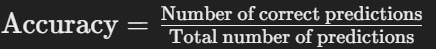 Accuracy = Number of correct predictions / Total number of predictions